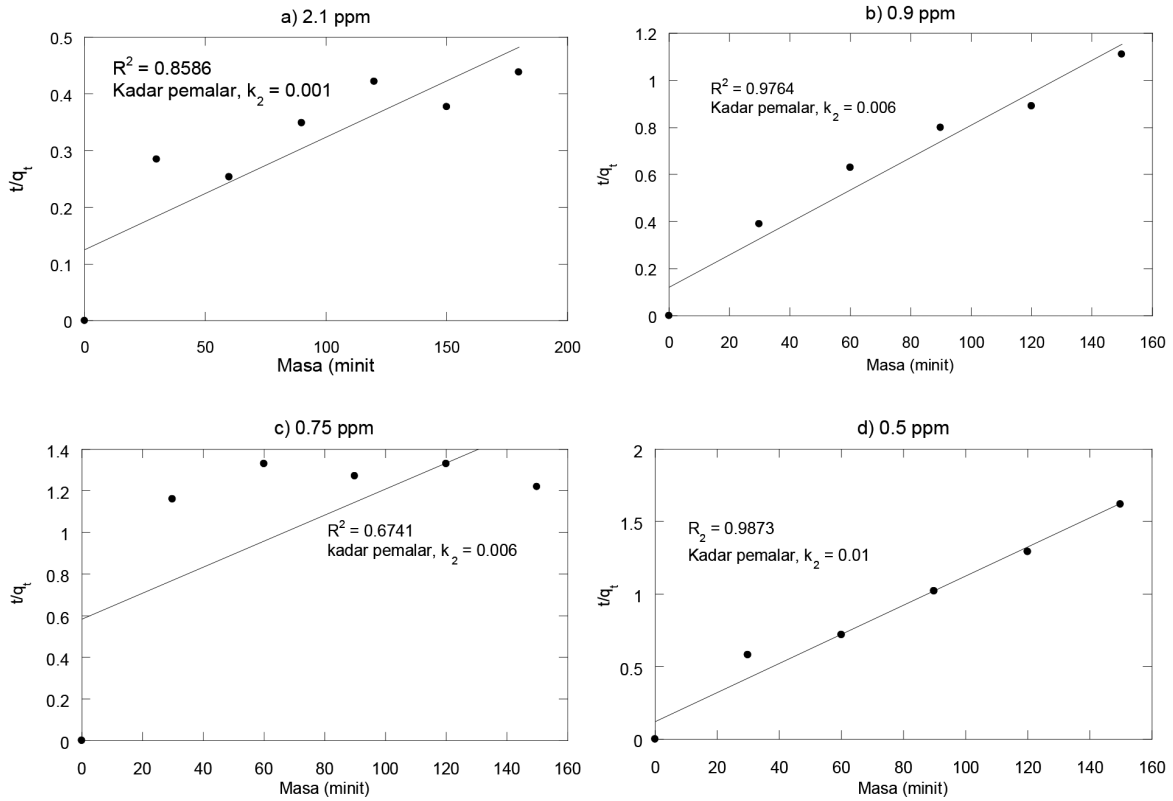 a) 2.1 ppm
0.5
0.4
0.3
0.2
0.1
0
t/qt
R2 = 0.8586
Kadar pemalar, k2 = 0.001
0 50 100 150 200
Masa (minit
b) 0.9 ppm
1.2
1
0.8
0.6
0.4
0.2
0
t/qt
R2 = 0.9764
Kadar pemalar, k2 = 0.006
0 20 40 60 80 100 120 140 160
Masa (minit)
c) 0.75 ppm
1.4
1.2
1
0.8
0.6
0.4
0.2
0
t/qt
R2 = 0.6741
kadar pemalar, k2 = 0.006
0 20 40 60 80 100 120 140 160
Masa (minit)
d) 0.5 ppm
2
1.5
1
0.5
0
t/qt
R2 = 0.9873
Kadar pemalar, k2 = 0.01
0 20 40 60 80 100 120 140 160
Masa (minit)